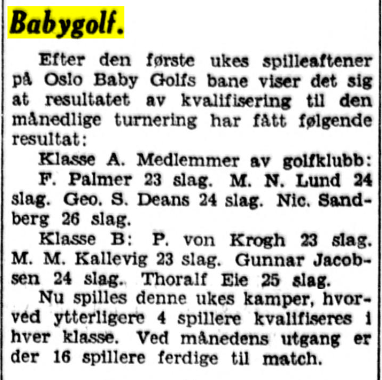 Babygolf.
Efter den første ukes spilleaftener
på Oslo Baby Golfs bane viser det sig
at resultatet av kvalifisering til den
månedlige turnering har fått følgende
resultat:
Klasse A. Medlemmer av golfklubb:
F. Palmer 23 slag. M. N. Lund 24
slag. Geo. S. Deans 24 slag. Nic. Sand-
berg 26 slag.
Klasse B: P. von Krogh 23 slag.
M. M. Kallevig 23 slag. Gunnar Jacob-
sen 24 slag. Thoralf Eie 25 slag.
Nu spilles denne ukes kamper, hvor-
ved ytterligere 4 spillere kvalifiseres i
hver klasse. Ved månedens utgang er
der 16 spillere ferdige til match.